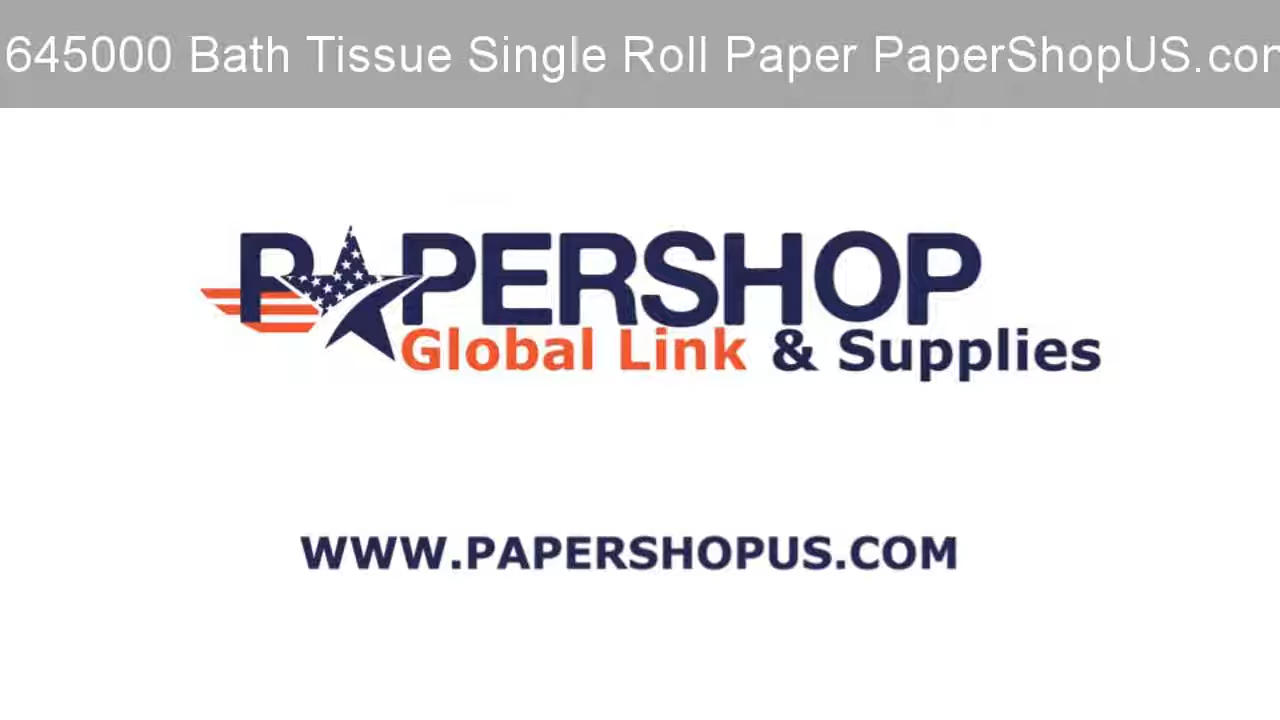 645000 Bath Tissue Single Roll Paper PaperShopUS.com
PAPERSHOP
Global Link & Supplies
WWW.PAPERSHOPUS.COM